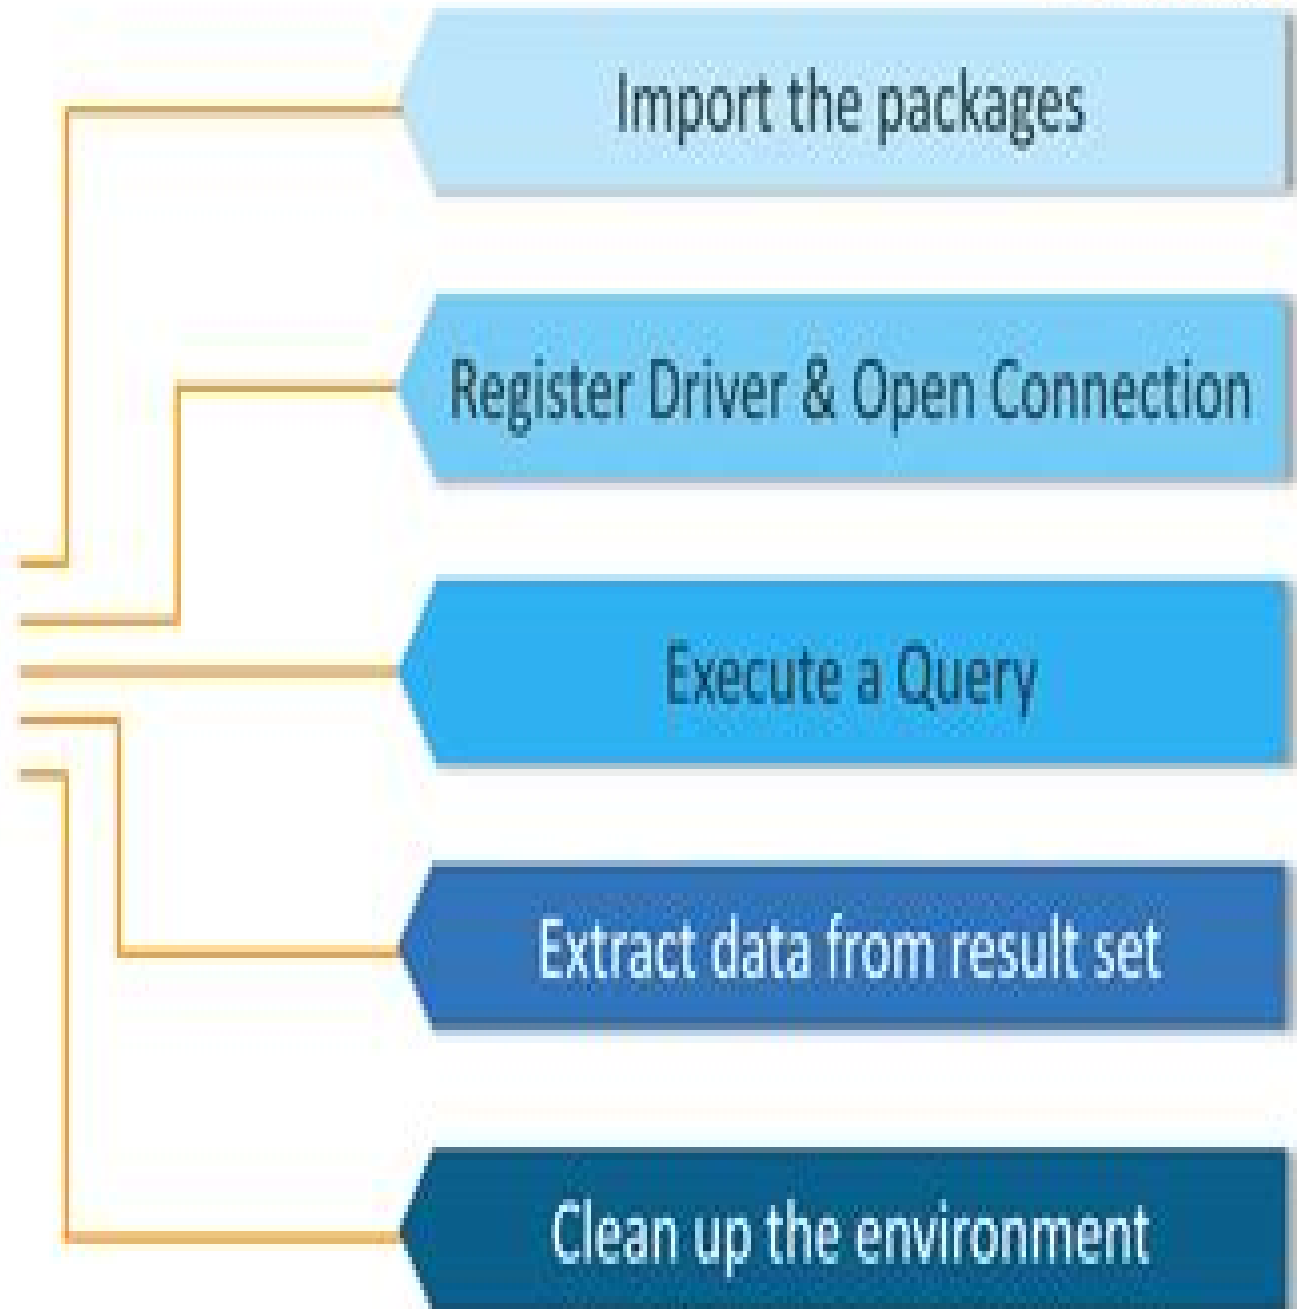 Import the packages
Register Driver & Open Connection
Execute a Query
Extract data from result set
Clean up the environment